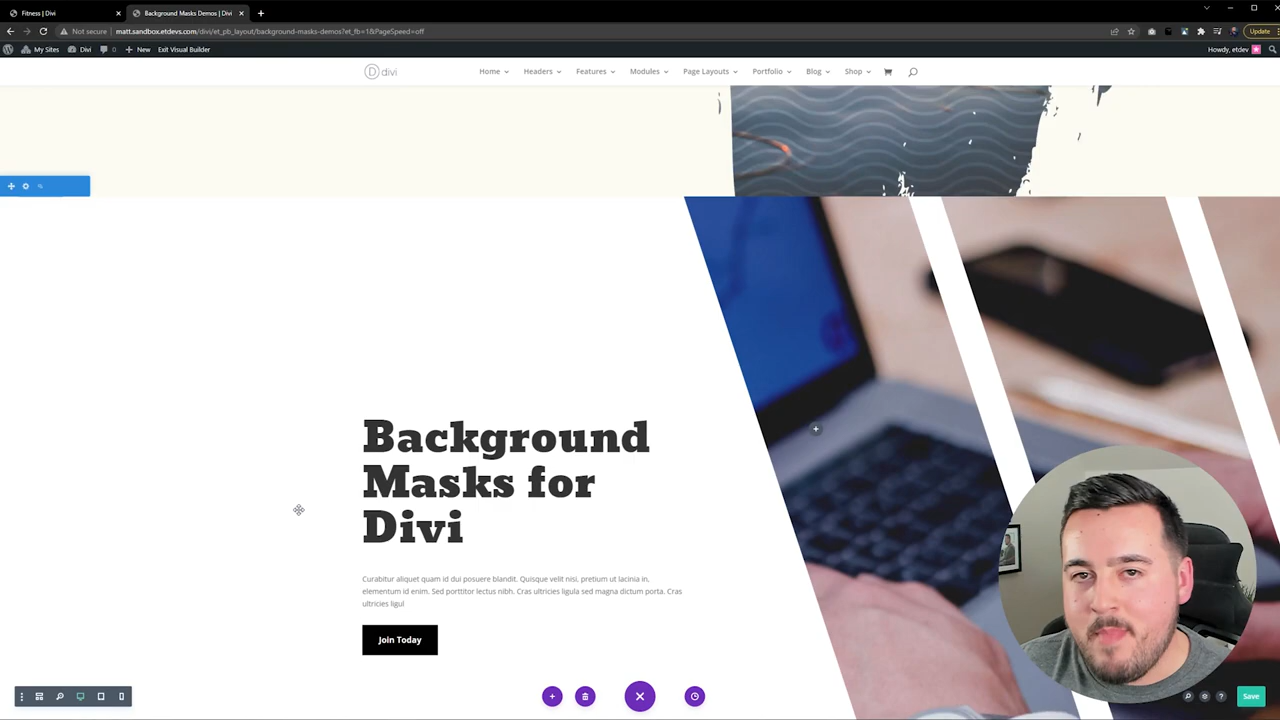 Fitness | Divi
Background Masks Demos | Divi
Not secure
matt.sandbox.etdevs.com/divi/et_pb_layout/background-masks-demos?et_fb=1&PageSpeed=off
Update
My Sites
Divi
0
New
Exit Visual Builder
Howdy, etdev
D divi
Home
Headers
Features
Modules
Page Layouts
Portfolio
Blog
Shop
Background
Masks for
Divi
Curabitur aliquet quam id dui posuere blandit. Quisque velit nisi, pretium ut lacinia in,
elementum id enim. Sed porttitor lectus nibh. Cras ultricies ligula sed magna dictum porta. Cras
ultricies ligul
Join Today
Save